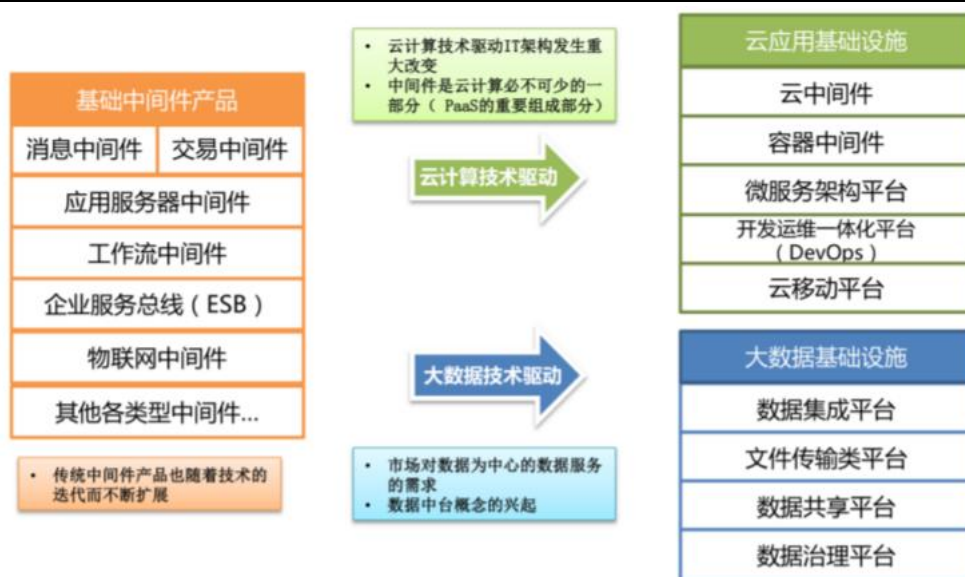 基础中间件产品
消息中间件 交易中间件
应用服务器中间件
工作流中间件
企业服务总线（ESB）
物联网中间件
其他各类型中间件...
• 传统中间件产品也随着技术的
迭代而不断扩展
• 云计算技术驱动IT架构发生重
大改变
• 中间件是云计算必不可少的一
部分（ PaaS的重要组成部分）
云计算技术驱动
大数据技术驱动
• 市场对数据为中心的数据服务
的需求
• 数据中台概念的兴起
云应用基础设施
云中间件
容器中间件
微服务架构平台
开发运维一体化平台
（DevOps）
云移动平台
大数据基础设施
数据集成平台
文件传输类平台
数据共享平台
数据治理平台